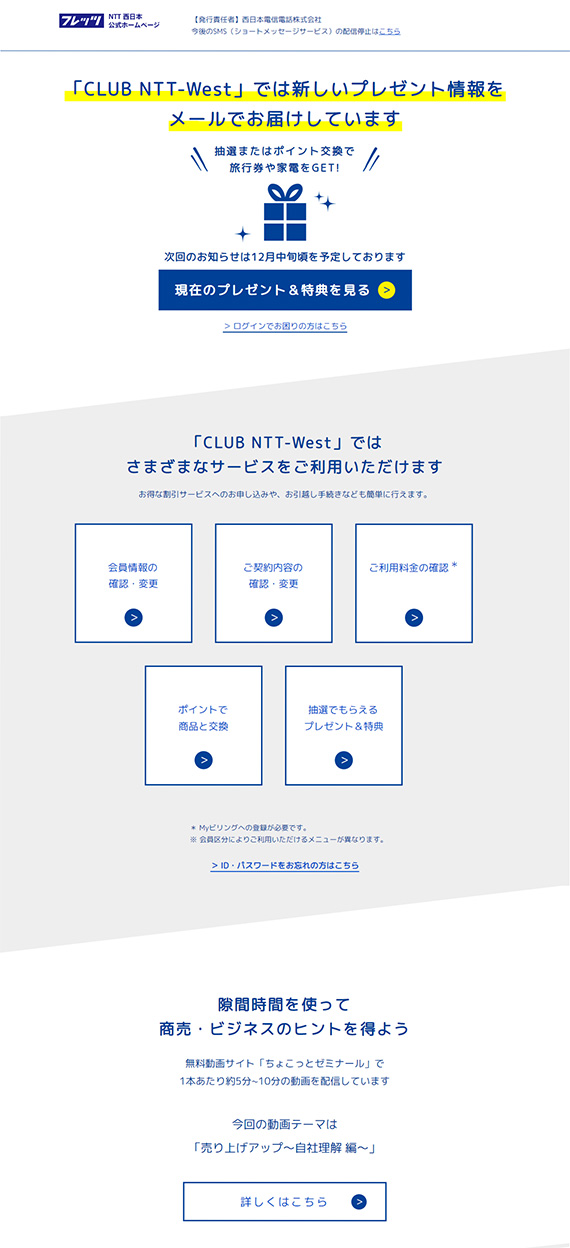 フレッツ
NTT 西日本
公式ホームページ
【発行責任者】西日本電信電話株式会社
今後のSMS（ショートメッセージサービス）の配信停止はこちら
「CLUB NTT-West」では新しいプレゼント情報を
メールでお届けしています
抽選またはポイント交換で
旅行券や家電をGET!
次回のお知らせは12月中旬頃を予定しております
現在のプレゼント＆特典を見る >
> ログインでお困りの方はこちら
「CLUB NTT-West」では
さまざまなサービスをご利用いただけます
お得な割引サービスへのお申し込みや、お引越し手続きなども簡単に行えます。
会員情報の
確認・変更
>
ご契約内容の
確認・変更
>
ご利用料金の確認＊
>
ポイントで
商品と交換
>
抽選でもらえる
プレゼント＆特典
>
＊ Myビリングへの登録が必要です。
※ 会員区分によりご利用いただけるメニューが異なります。
> ID・パスワードをお忘れの方はこちら
隙間時間を使って
商売・ビジネスのヒントを得よう
無料動画サイト「ちょこっとゼミナール」で
1本あたり約5分~10分の動画を配信しています
今回の動画テーマは
「売り上げアップ～自社理解 編～」
詳しくはこちら >